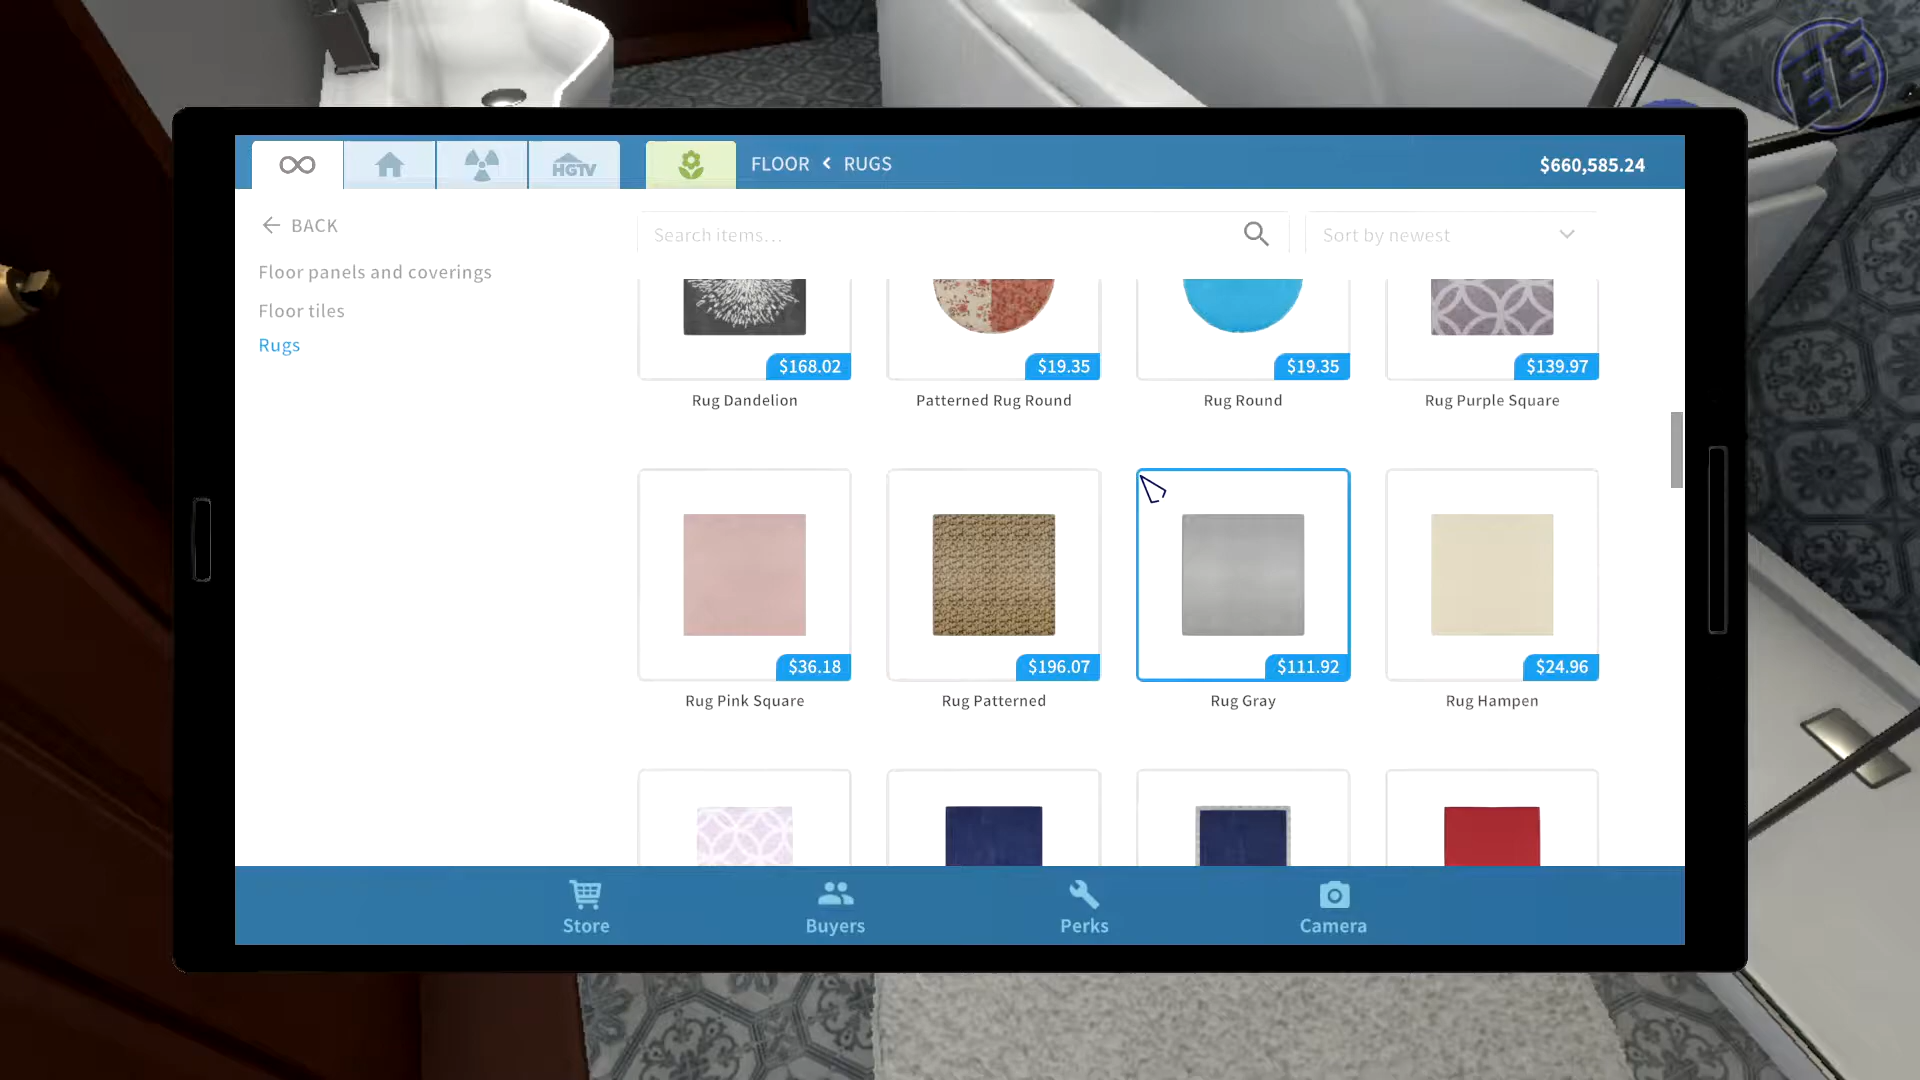 HGTV
FLOOR < RUGS
$660,585.24
BACK
Search items...
Sort by newest
Floor panels and coverings
Floor tiles
Rugs
$168.02
$19.35
$19.35
$139.97
Rug Dandelion
Patterned Rug Round
Rug Round
Rug Purple Square
$36.18
$196.07
$111.92
$24.96
Rug Pink Square
Rug Patterned
Rug Gray
Rug Hampen
Store
Buyers
Perks
Camera